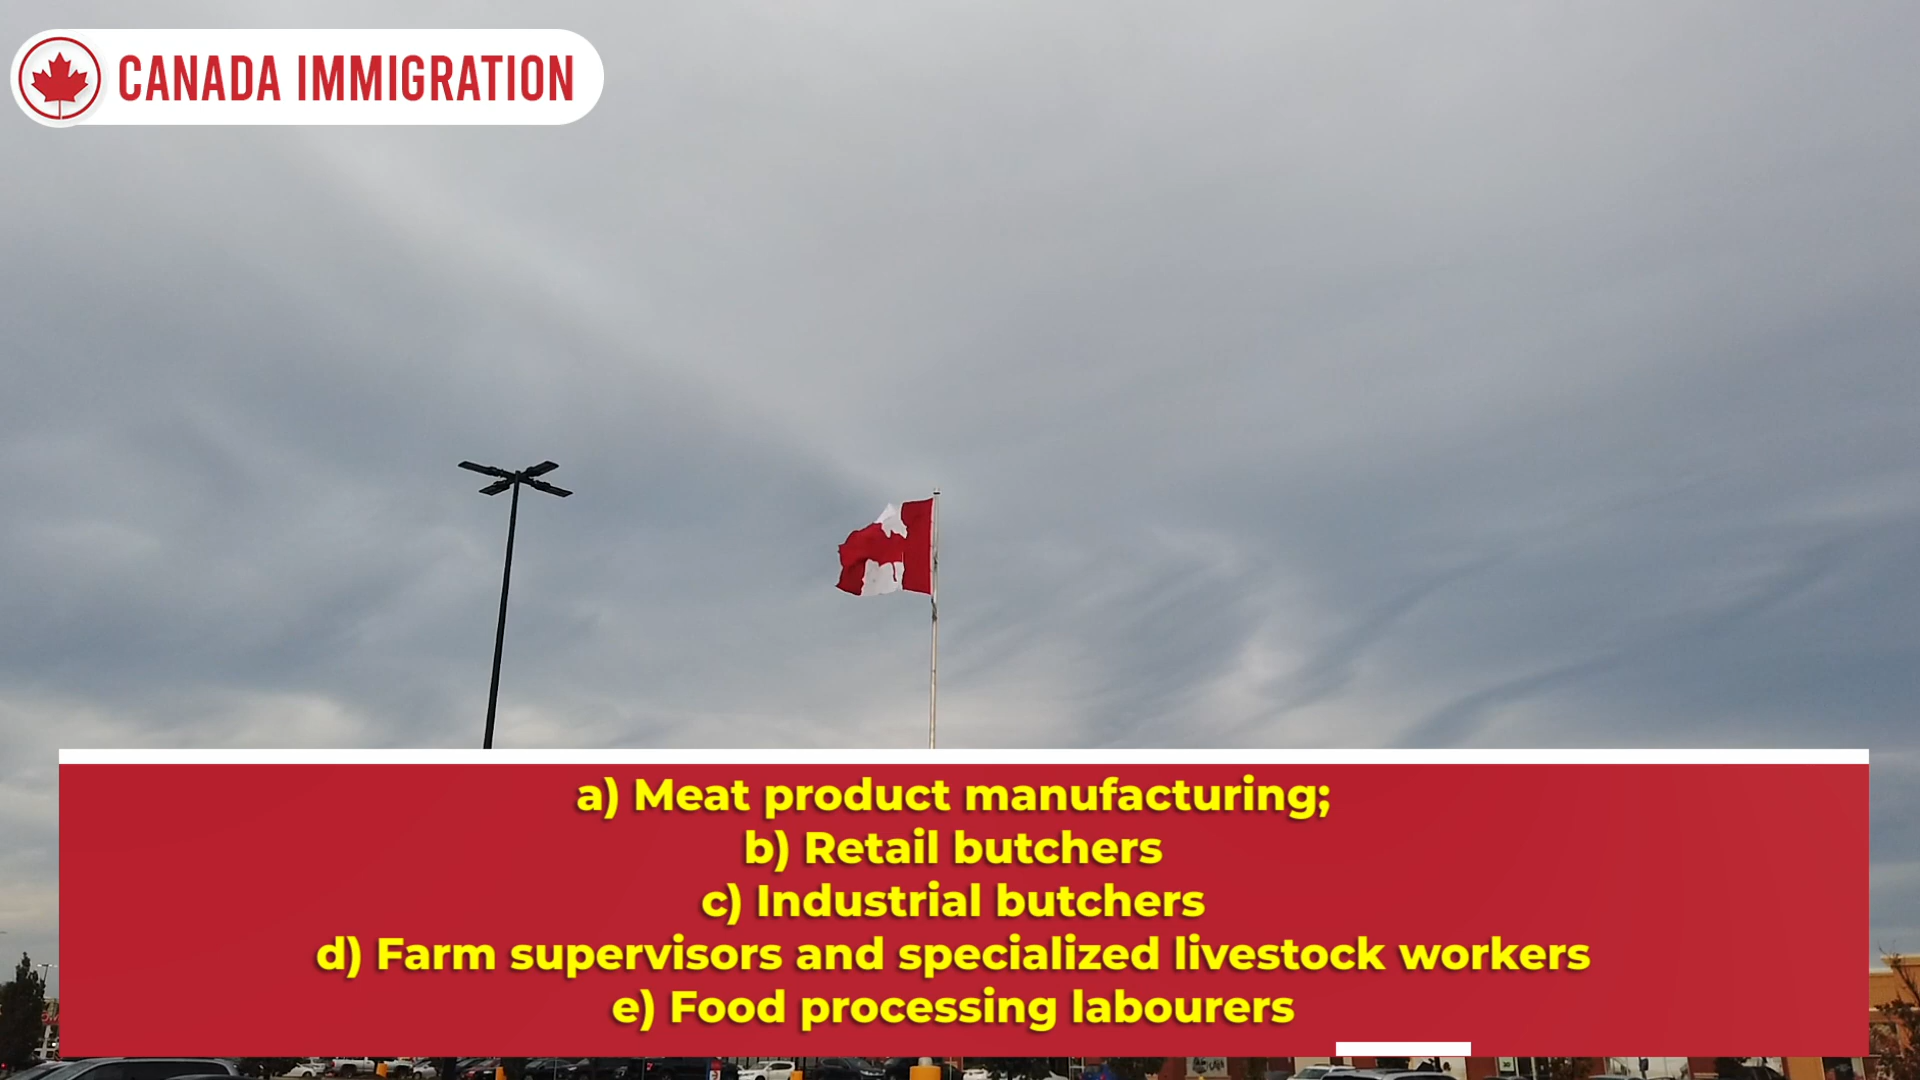 CANADA IMMIGRATION
a) Meat product manufacturing;
b) Retail butchers
c) Industrial butchers
d) Farm supervisors and specialized livestock workers
e) Food processing labourers